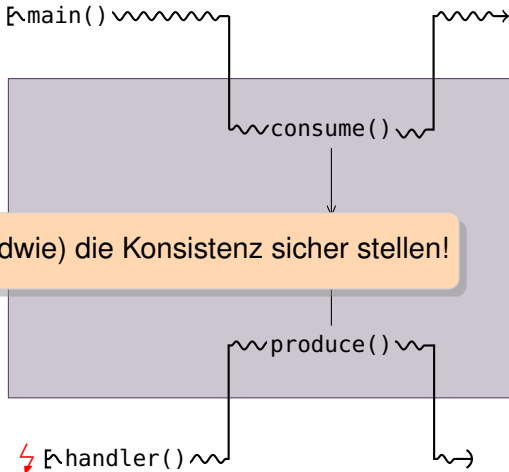 main()
consume()
dwie) die Konsistenz sicher stellen!
produce()
handler()